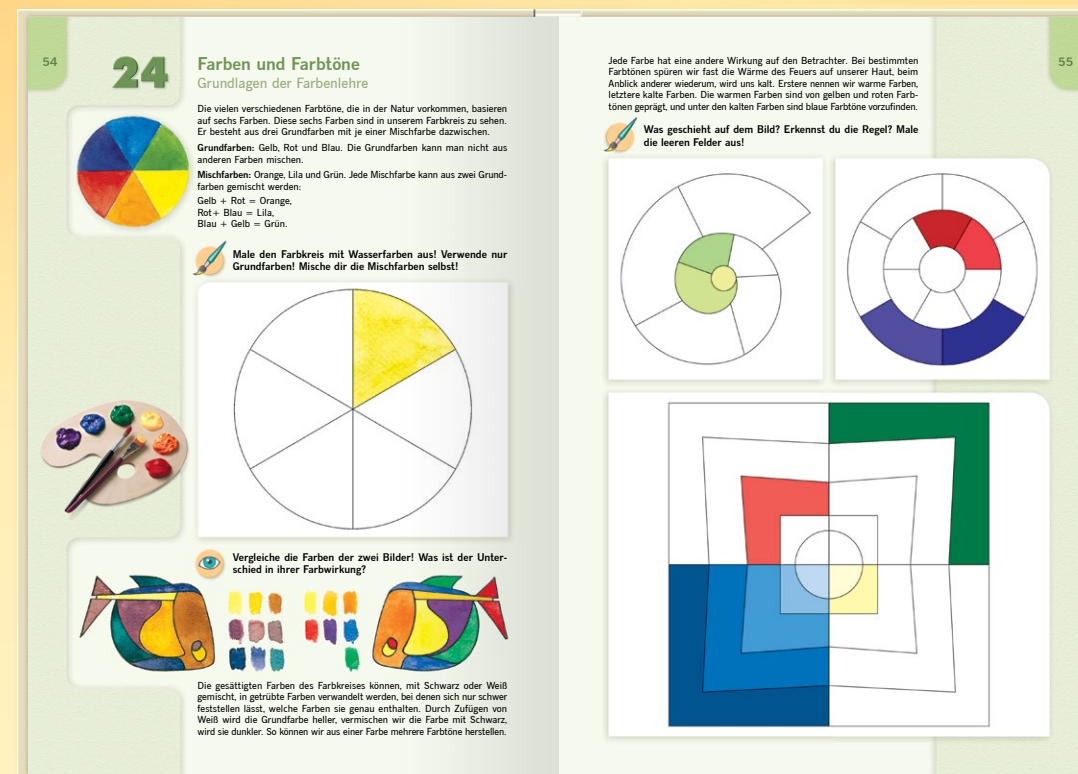 54
24
Farben und Farbtöne
Grundlagen der Farbenlehre
Die vielen verschiedenen Farbtöne, die in der Natur vorkommen, basieren
auf sechs Farben. Diese sechs Farben sind in unserem Farbkreis zu sehen.
Er besteht aus drei Grundfarben mit je einer Mischfarbe dazwischen.
Grundfarben: Gelb, Rot und Blau. Die Grundfarben kann man nicht aus
anderen Farben mischen.
Mischfarben: Orange, Lila und Grün. Jede Mischfarbe kann aus zwei Grund-
farben gemischt werden:
Gelb + Rot = Orange,
Rot+ Blau = Lila,
Blau + Gelb = Grün.
Male den Farbkreis mit Wasserfarben aus! Verwende nur
Grundfarben! Mische dir die Mischfarben selbst!
Vergleiche die Farben der zwei Bilder! Was ist der Unter-
schied in ihrer Farbwirkung?
Die gesättigten Farben des Farbkreises können, mit Schwarz oder Weiß
gemischt, in getrübte Farben verwandelt werden, bei denen sich nur schwer
feststellen lässt, welche Farben sie genau enthalten. Durch Zufügen von
Weiß wird die Grundfarbe heller, vermischen wir die Farbe mit Schwarz,
wird sie dunkler. So können wir aus einer Farbe mehrere Farbtöne herstellen.
55
Jede Farbe hat eine andere Wirkung auf den Betrachter. Bei bestimmten
Farbtönen spüren wir fast die Wärme des Feuers auf unserer Haut, beim
Anblick anderer wiederum, wird uns kalt. Erstere nennen wir warme Farben,
letztere kalte Farben. Die warmen Farben sind von gelben und roten Farb-
tönen geprägt, und unter den kalten Farben sind blaue Farbtöne vorzufinden.
Was geschieht auf dem Bild? Erkennst du die Regel? Male
die leeren Felder aus!